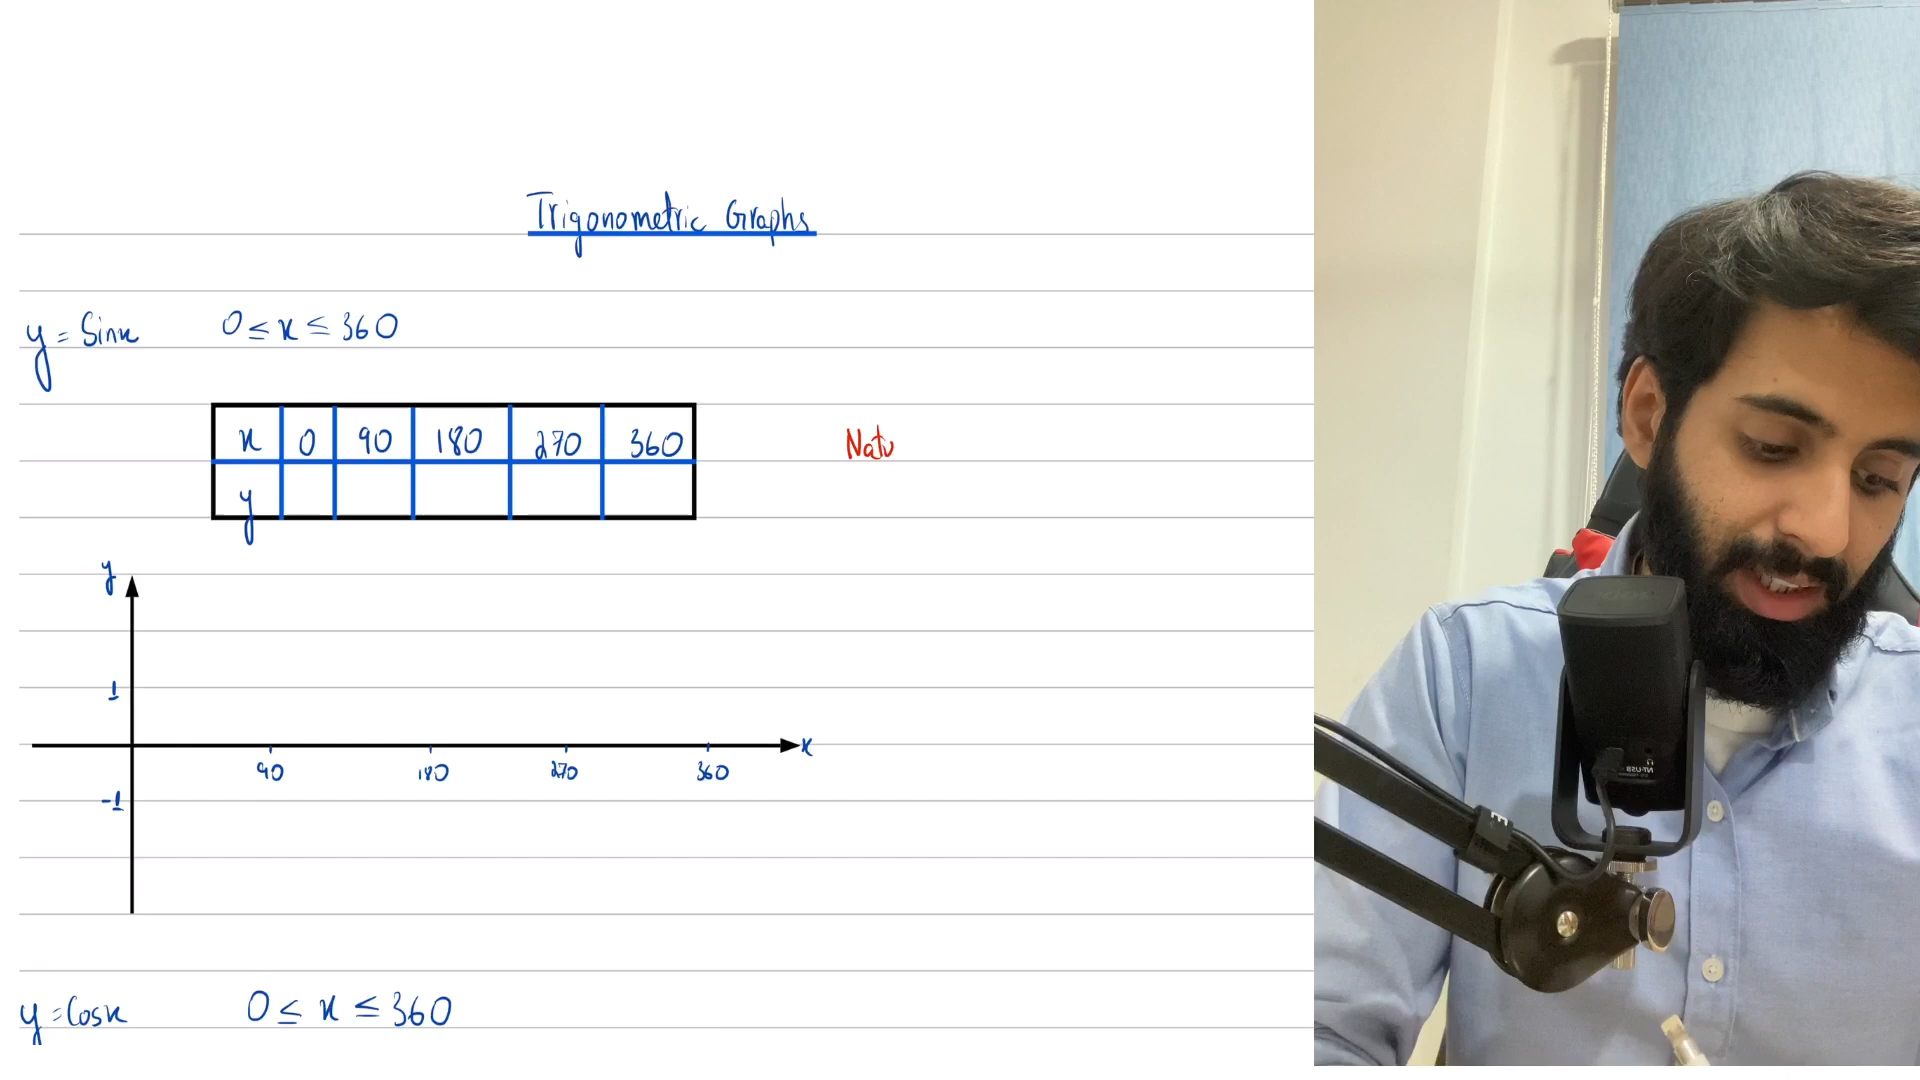 Trigonometric Graphs
y = Sinx 0 ≤ x ≤ 360
x 0 90 180 270 360
Natu
y
y
1
x
90 180 270 360
-1
y = Cosx 0 ≤ x ≤ 360